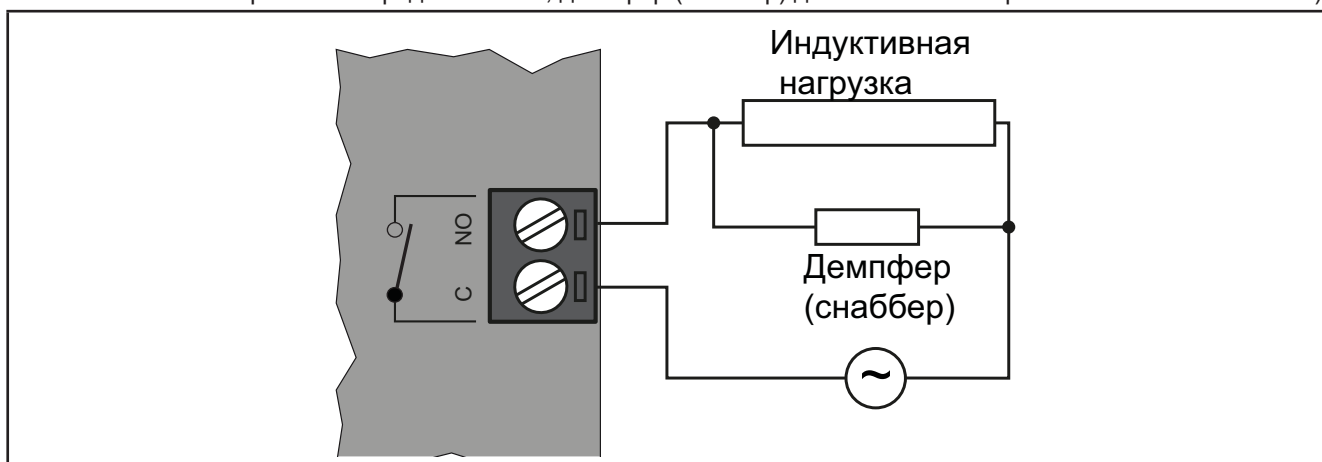 Индуктивная
нагрузка
NO
C
Демпфер
(снаббер)
~